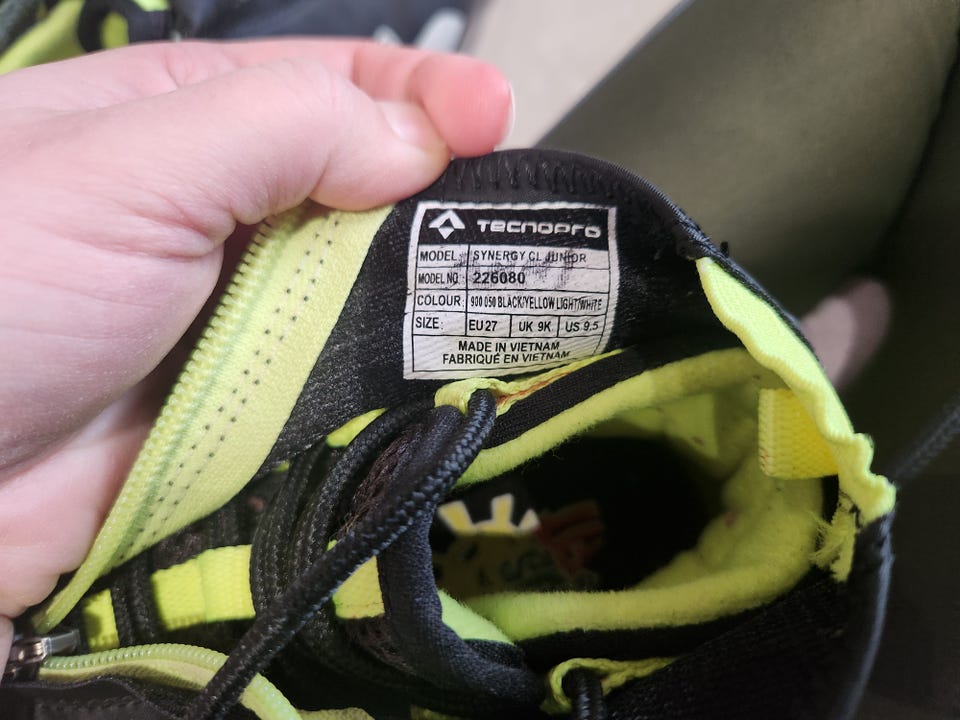 TECNOPRO
MODEL: SYNERGY CL JUNIOR
MODEL NO: 226080
COLOUR: 900 050 BLACK/YELLOW LIGHT/WHITE
SIZE: EU 27 UK 9K US 9.5
MADE IN VIETNAM
FABRIQUÉ EN VIETNAM